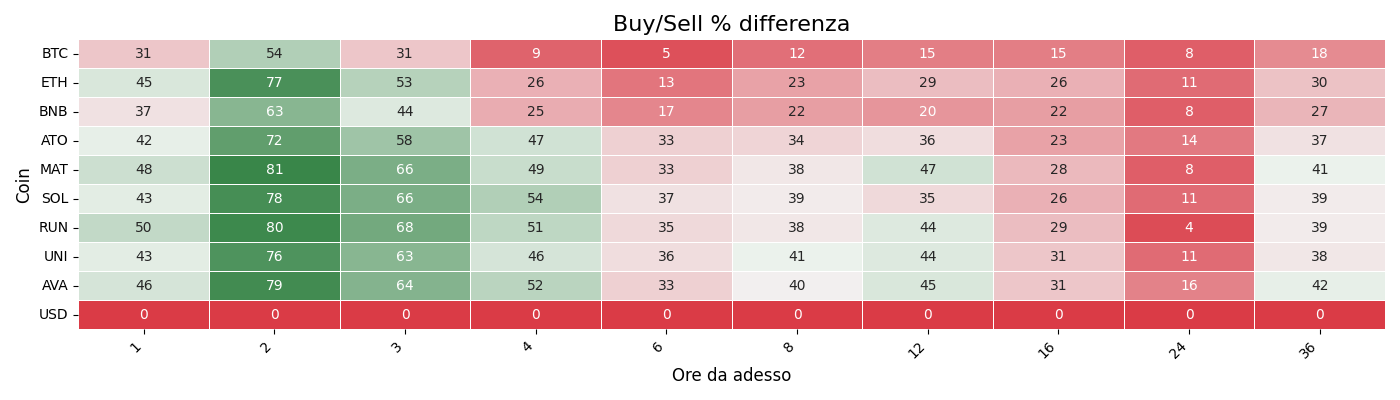 Buy/Sell % differenza
Coin
BTC 31 54 31 9 5 12 15 15 8 18
ETH 45 77 53 26 13 23 29 26 11 30
BNB 37 63 44 25 17 22 20 22 8 27
ATO 42 72 58 47 33 34 36 23 14 37
MAT 48 81 66 49 33 38 47 28 8 41
SOL 43 78 66 54 37 39 35 26 11 39
RUN 50 80 68 51 35 38 44 29 4 39
UNI 43 76 63 46 36 41 44 31 11 38
AVA 46 79 64 52 33 40 45 31 16 42
USD 0 0 0 0 0 0 0 0 0 0
1 2 3 4 6 8 12 16 24 36
Ore da adesso